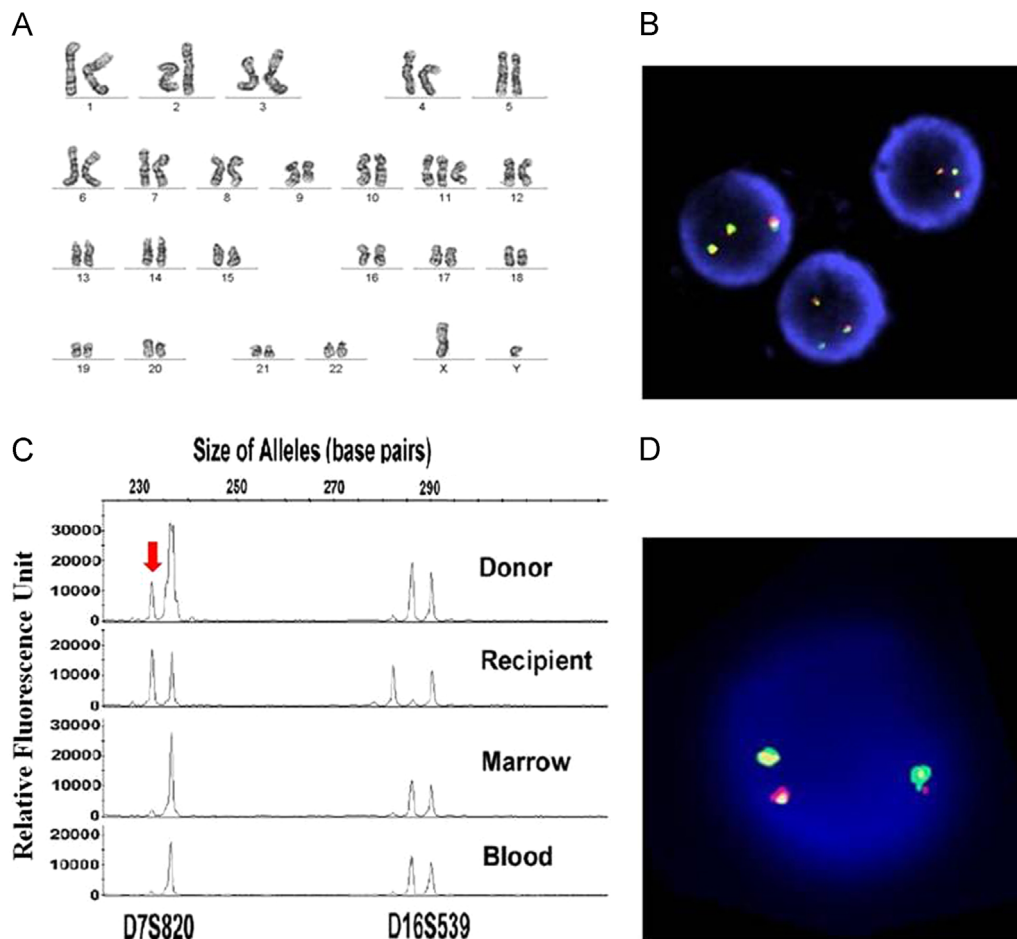 A
1 2 3 4 5
6 7 8 9 10 11 12
13 14 15 16 17 18
19 20 21 22 X Y
B
C
Size of Alleles (base pairs)
230 250 270 290
Relative Fluorescence Unit
30000
20000
10000
0
Donor
20000
10000
0
Recipient
30000
20000
10000
0
Marrow
20000
10000
0
Blood
D7S820 D16S539
D